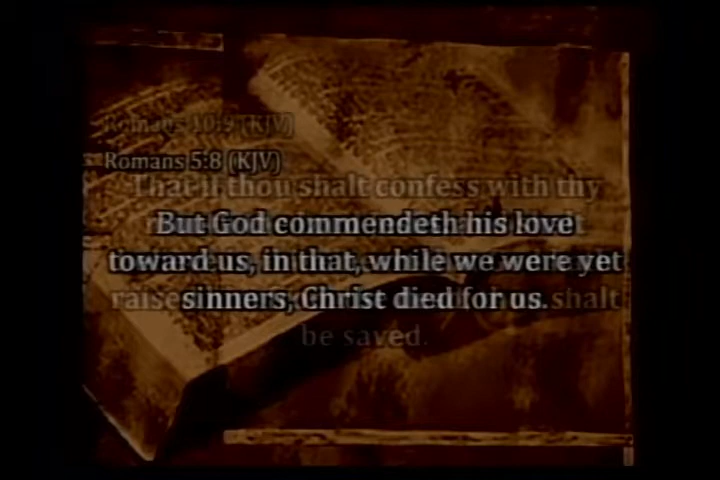 Romans 10:9 (KJV)
Romans 5:8 (KJV)
That if thou shalt confess with thy
But God commendeth his love
toward us, in that, while we were yet
raise
sinners, Christ died for us.
shalt
be saved.